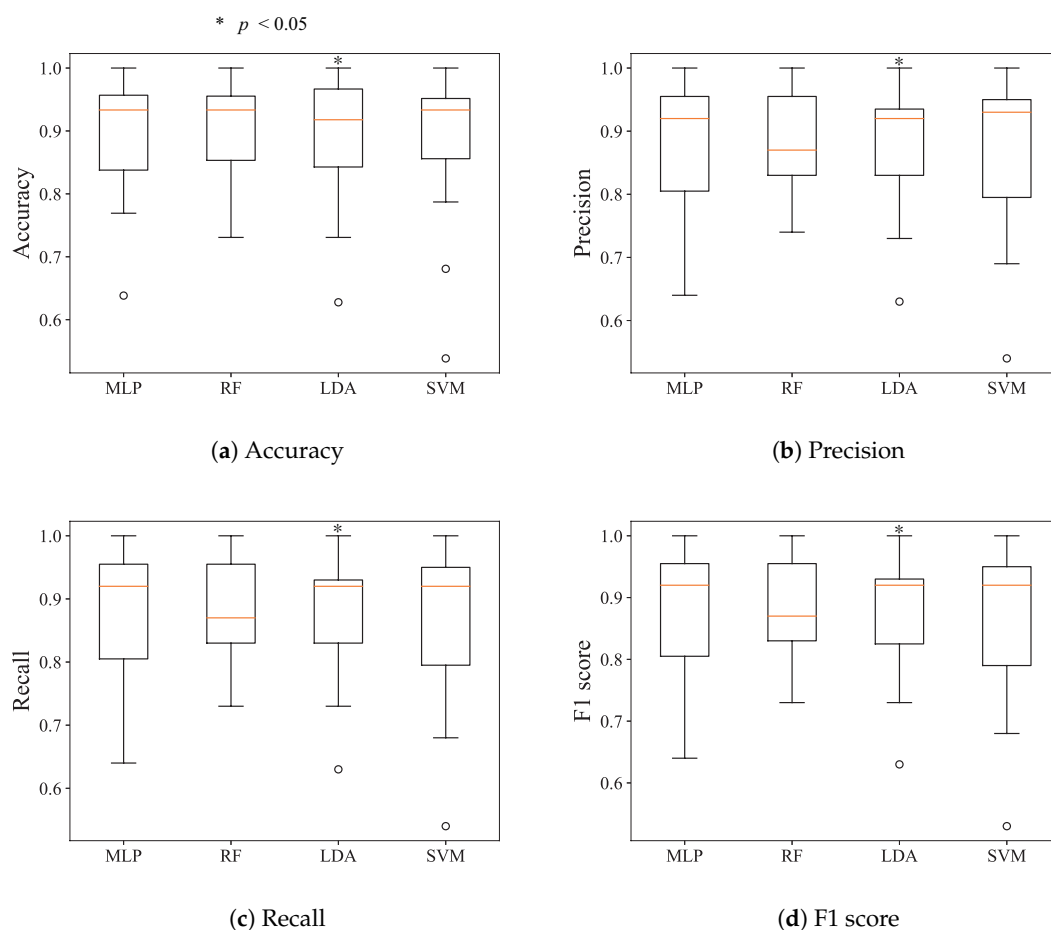 * p < 0.05
*
1.0
0.9
0.8
0.7
0.6
Accuracy
MLP RF LDA SVM
(a) Accuracy
*
1.0
0.9
0.8
0.7
0.6
Precision
MLP RF LDA SVM
(b) Precision
*
1.0
0.9
0.8
0.7
0.6
Recall
MLP RF LDA SVM
(c) Recall
*
1.0
0.9
0.8
0.7
0.6
F1 score
MLP RF LDA SVM
(d) F1 score